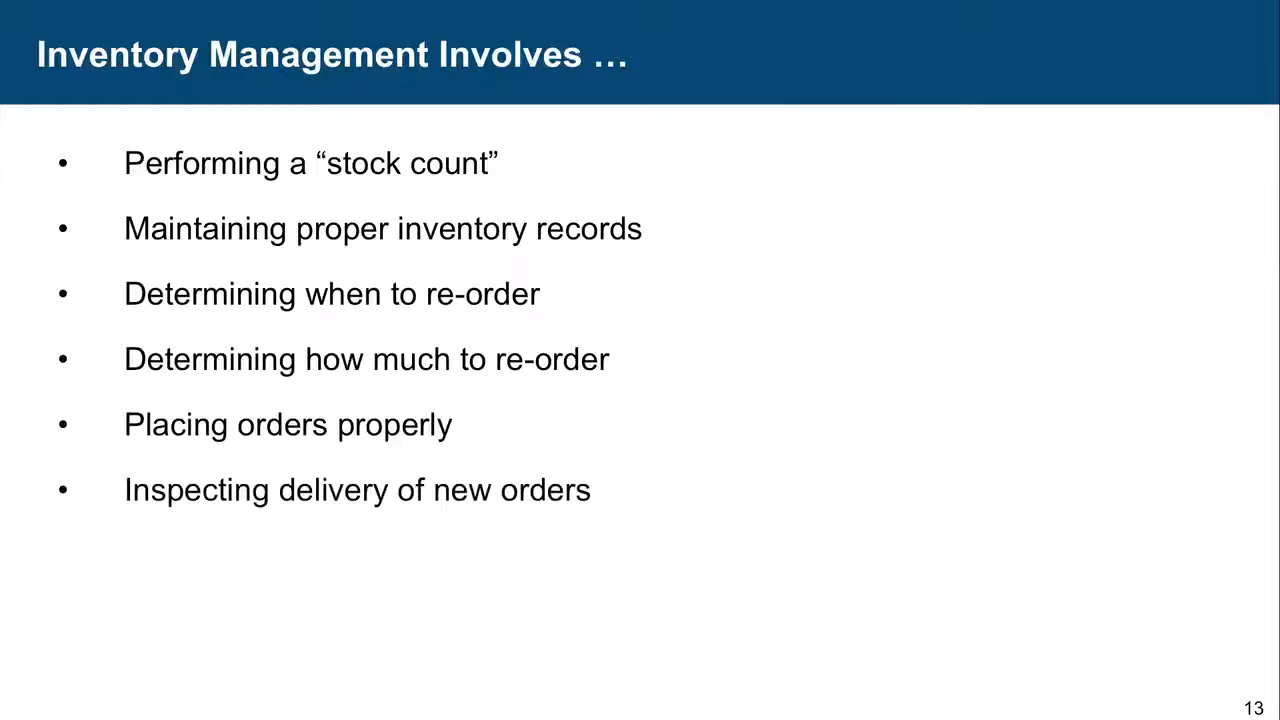 Inventory Management Involves …
• Performing a “stock count”
• Maintaining proper inventory records
• Determining when to re-order
• Determining how much to re-order
• Placing orders properly
• Inspecting delivery of new orders
13